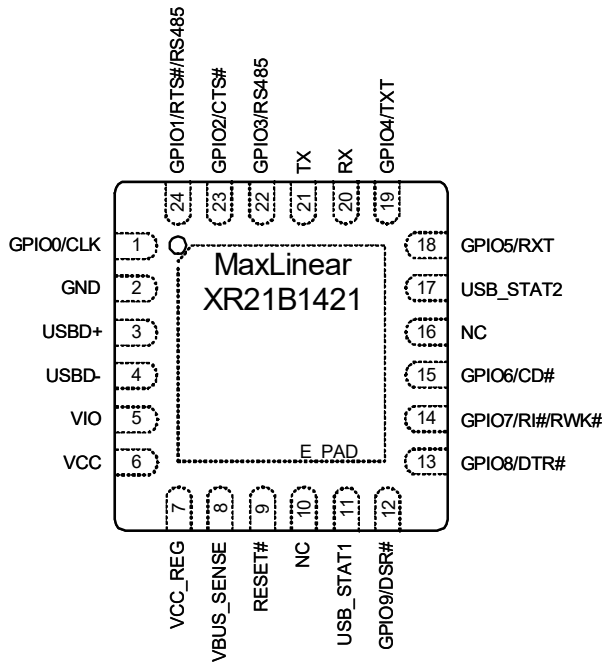 GPIO1/RTS#/RS485
GPIO2/CTS#
GPIO3/RS485
TX
RX
GPIO4/TXT
24
23
22
21
20
19
GPIO0/CLK 1
GND 2
USBD+ 3
USBD- 4
VIO 5
VCC 6
MaxLinear
XR21B1421
E_PAD
18 GPIO5/RXT
17 USB_STAT2
16 NC
15 GPIO6/CD#
14 GPIO7/RI#/RWK#
13 GPIO8/DTR#
7
8
9
10
11
12
VCC_REG
VBUS_SENSE
RESET#
NC
USB_STAT1
GPIO9/DSR#